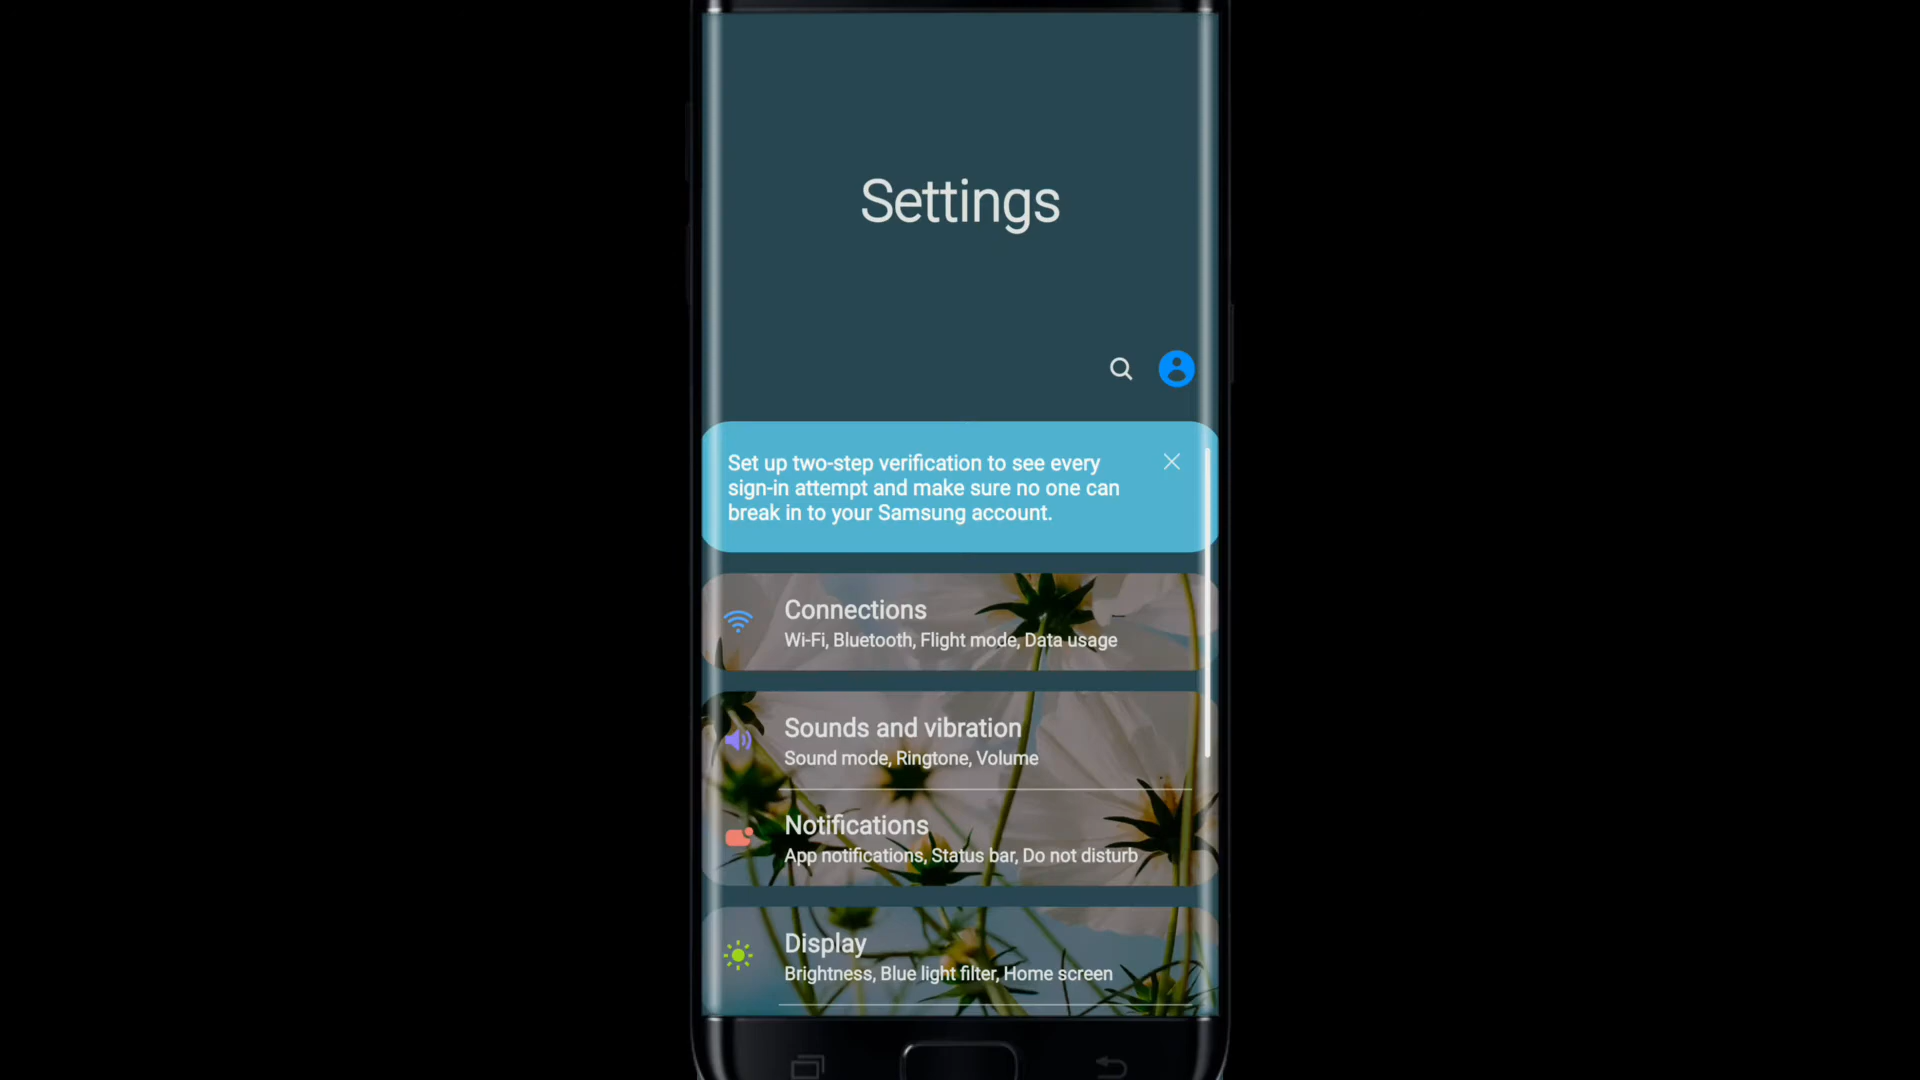 Settings
Set up two-step verification to see every
sign-in attempt and make sure no one can
break in to your Samsung account.
Connections
Wi-Fi, Bluetooth, Flight mode, Data usage
Sounds and vibration
Sound mode, Ringtone, Volume
Notifications
App notifications, Status bar, Do not disturb
Display
Brightness, Blue light filter, Home screen